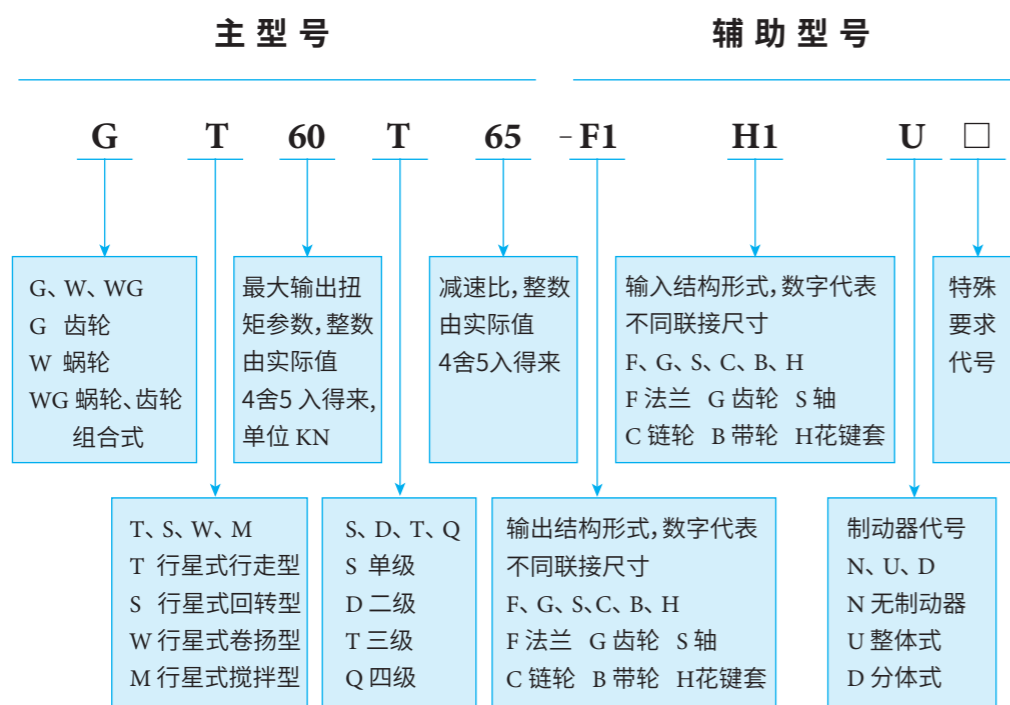 主型号
辅助型号
G T 60 T 65 -F1 H1 U □
G、W、WG
G 齿轮
W 蜗轮
WG 蜗轮、齿轮
组合式
最大输出扭
矩参数，整数
由实际值
4舍5 入得来，
单位 KN
减速比，整数
由实际值
4舍5入得来
输入结构形式，数字代表
不同联接尺寸
F、G、S、C、B、H
F 法兰 G 齿轮 S 轴
C 链轮 B 带轮 H花键套
特殊
要求
代号
T、S、W、M
T 行星式行走型
S 行星式回转型
W 行星式卷扬型
M 行星式搅拌型
S、D、T、Q
S 单级
D 二级
T 三级
Q 四级
输出结构形式，数字代表
不同联接尺寸
F、G、S、C、B、H
F 法兰 G 齿轮 S 轴
C 链轮 B 带轮 H花键套
制动器代号
N、U、D
N 无制动器
U 整体式
D 分体式